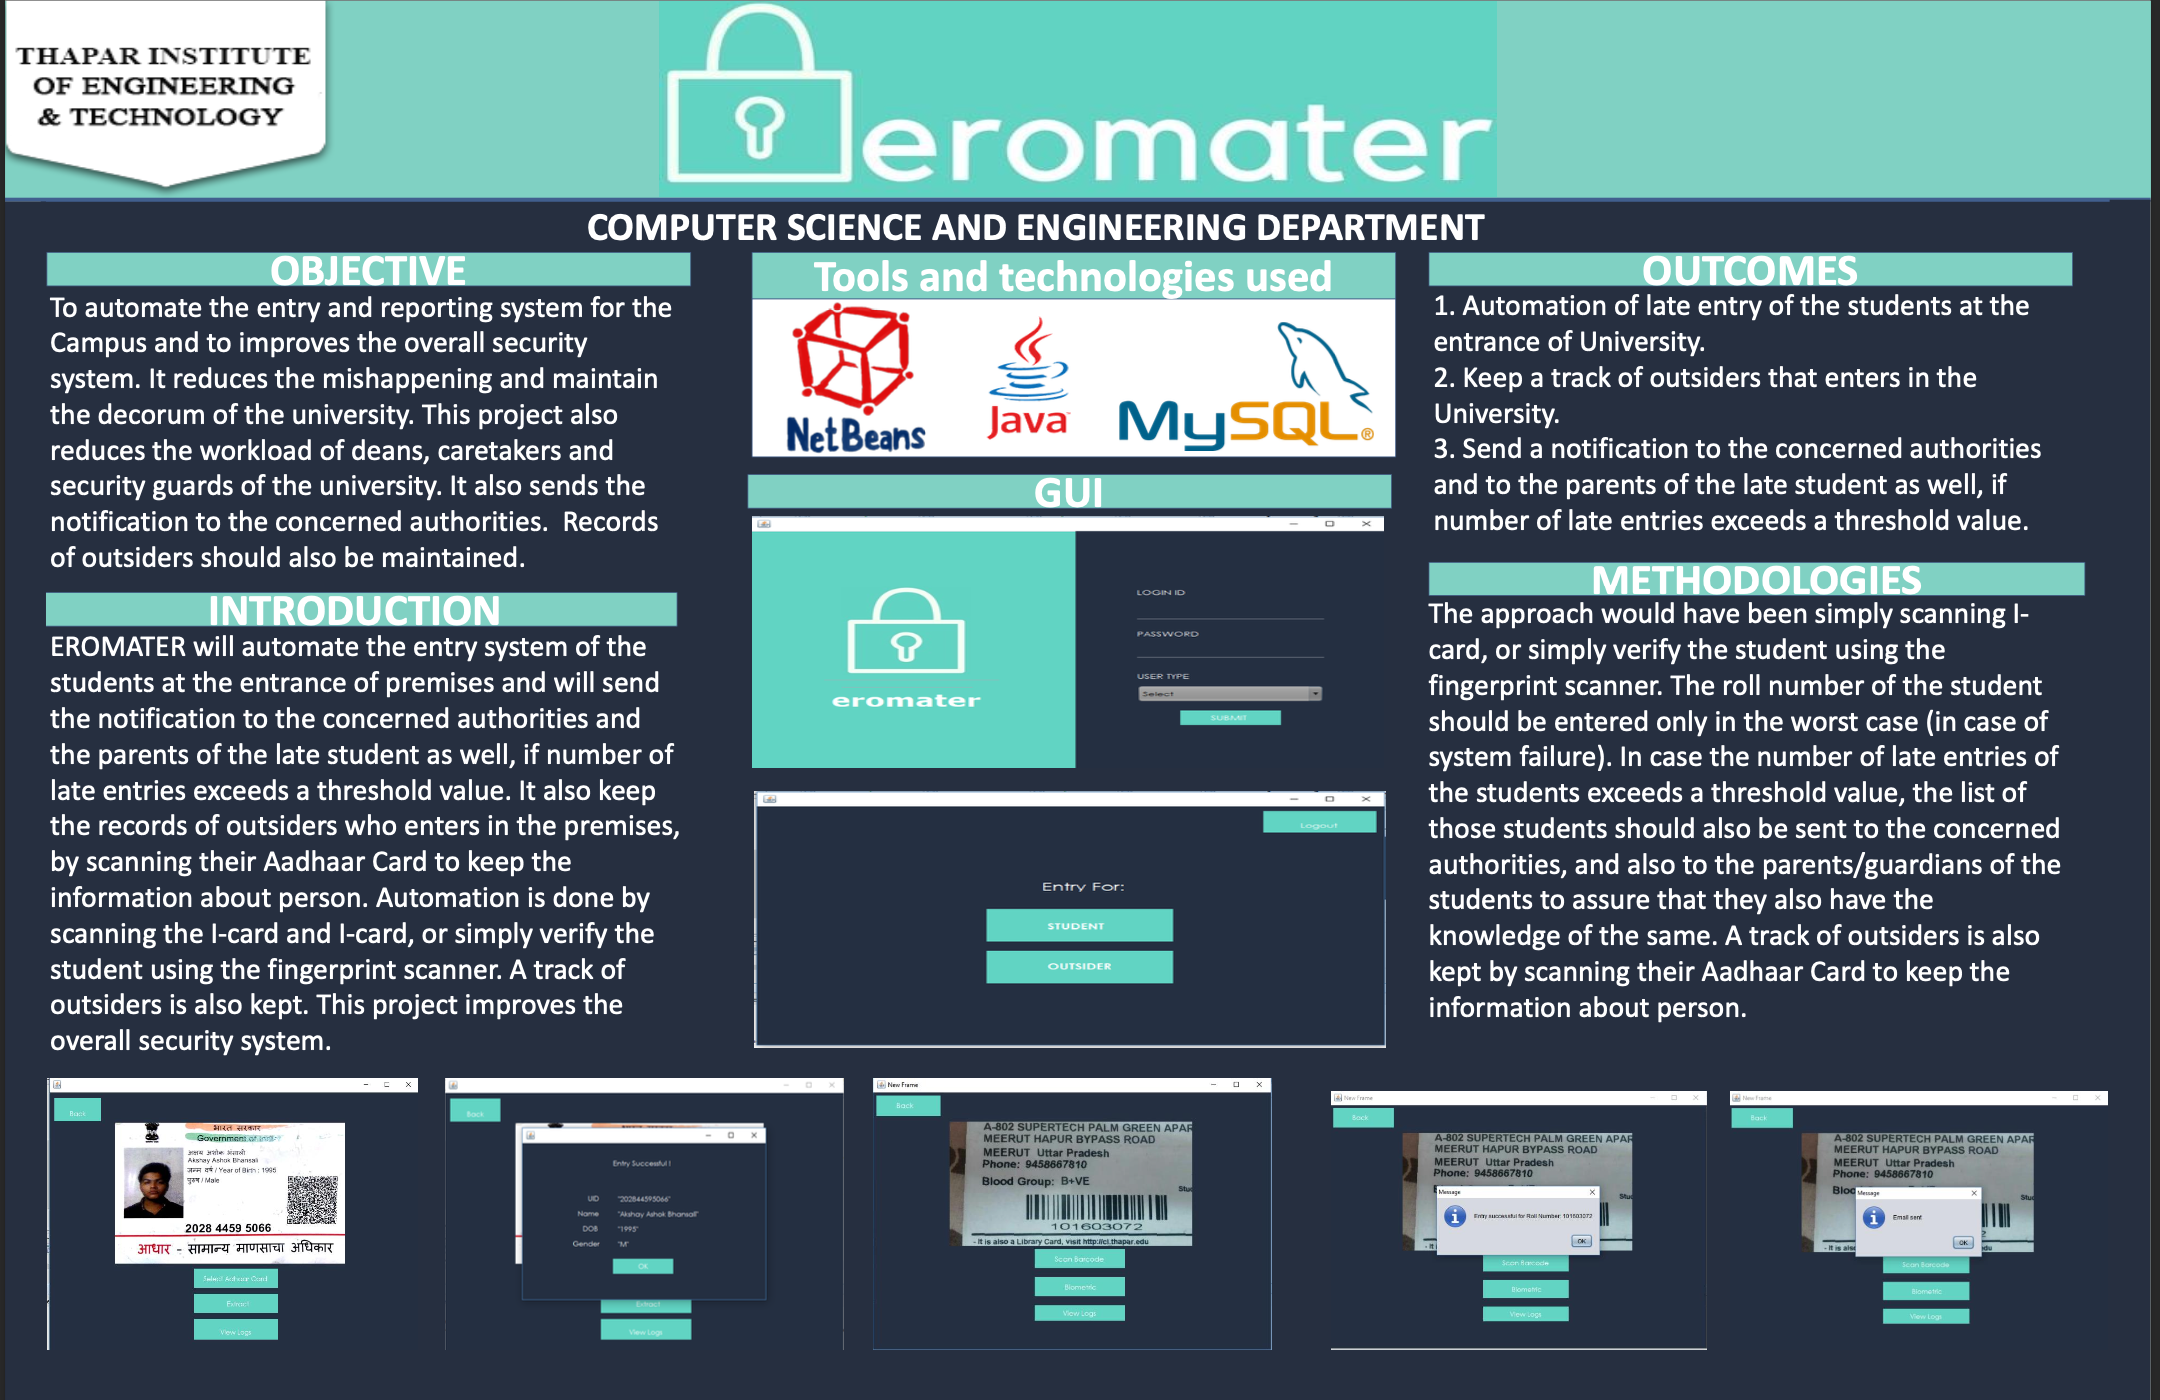 THAPAR INSTITUTE
OF ENGINEERING
& TECHNOLOGY
eromater
COMPUTER SCIENCE AND ENGINEERING DEPARTMENT
OBJECTIVE
To automate the entry and reporting system for the
Campus and to improves the overall security
system. It reduces the mishappening and maintain
the decorum of the university. This project also
reduces the workload of deans, caretakers and
security guards of the university. It also sends the
notification to the concerned authorities.  Records
of outsiders should also be maintained.
INTRODUCTION
EROMATER will automate the entry system of the
students at the entrance of premises and will send
the notification to the concerned authorities and
the parents of the late student as well, if number of
late entries exceeds a threshold value. It also keep
the records of outsiders who enters in the premises,
by scanning their Aadhaar Card to keep the
information about person. Automation is done by
scanning the I-card and I-card, or simply verify the
student using the fingerprint scanner. A track of
outsiders is also kept. This project improves the
overall security system.
Tools and technologies used
NetBeans
Java
MySQL®
GUI
eromater
LOGIN ID
PASSWORD
USER TYPE
Select
SUBMIT
Logout
Entry For:
STUDENT
OUTSIDER
OUTCOMES
1. Automation of late entry of the students at the
entrance of University.
2. Keep a track of outsiders that enters in the
University.
3. Send a notification to the concerned authorities
and to the parents of the late student as well, if
number of late entries exceeds a threshold value.
METHODOLOGIES
The approach would have been simply scanning I-
card, or simply verify the student using the
fingerprint scanner. The roll number of the student
should be entered only in the worst case (in case of
system failure). In case the number of late entries of
the students exceeds a threshold value, the list of
those students should also be sent to the concerned
authorities, and also to the parents/guardians of the
students to assure that they also have the
knowledge of the same. A track of outsiders is also
kept by scanning their Aadhaar Card to keep the
information about person.
Back
भारत सरकार
Government of
Akshay Ashok Bhansali
जन्म वर्ष / Year of Birth : 1995
पुरुष / Male
2028 4459 5066
आधार - सामान्य माणसाचा अधिकार
Select Aahaar Card
Extract
View Logs
Back
Entry Successful !
UID "202844595066"
Name "Akshay Ashok Bhansali"
DOB "1995"
Gender "M"
OK
Extract
View Logs
New Frame
Back
A-802 SUPERTECH PALM GREEN APAR
MEERUT HAPUR BYPASS ROAD
MEERUT Uttar Pradesh
Phone: 9458667810
Blood Group: B+VE
Stu
101603072
- It is also a Library Card, visit http://cl.thapar.edu
Scan Barcode
Biometric
View Logs
New Frame
Back
A-802 SUPERTECH PALM GREEN APAR
MEERUT HAPUR BYPASS ROAD
MEERUT Uttar Pradesh
Phone: 9458667810
Message
Entry successful for Roll Number: 101603072
OK
Scan Barcode
Biometric
View Logs
New Frame
Back
A-802 SUPERTECH PALM GREEN APAR
MEERUT HAPUR BYPASS ROAD
MEERUT Uttar Pradesh
Phone: 9458667810
Message
Email sent
OK
Scan Barcode
Biometric
View Logs